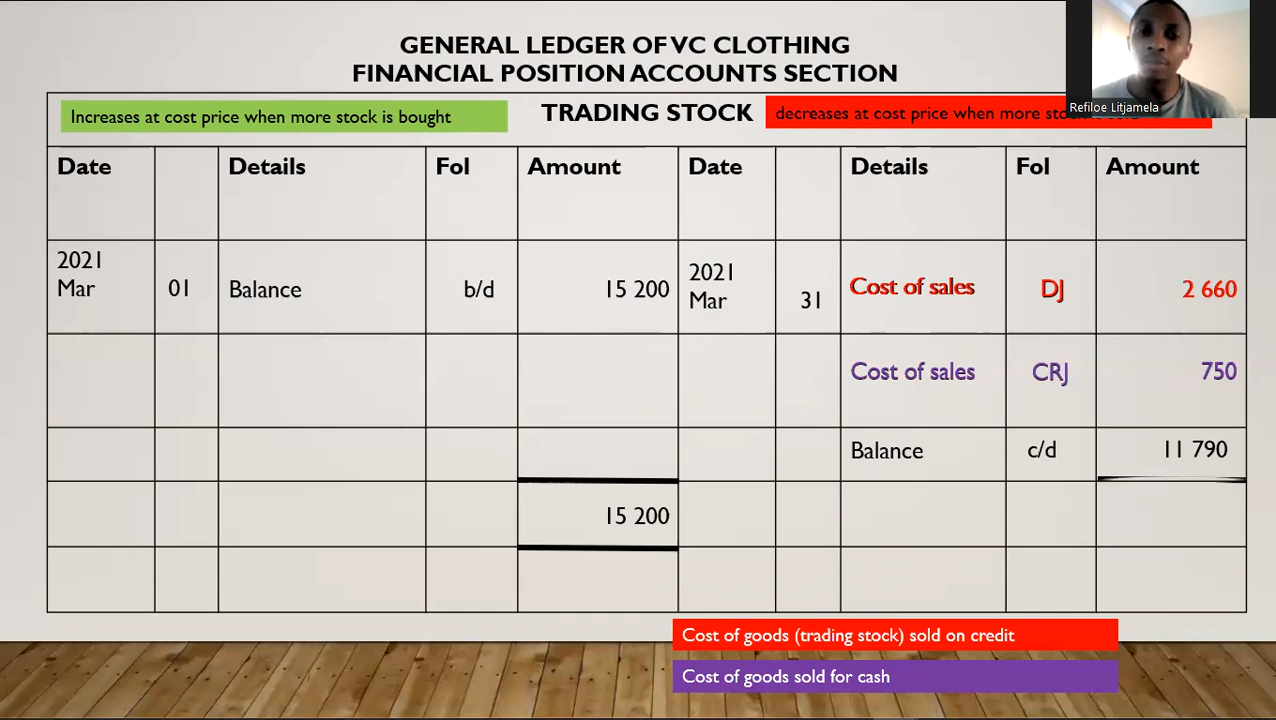 GENERAL LEDGER OF VC CLOTHING
FINANCIAL POSITION ACCOUNTS SECTION
Refiloe Litjamela
Increases at cost price when more stock is bought
TRADING STOCK
decreases at cost price when more
Date Details Fol Amount Date Details Fol Amount
2021 Mar 01 Balance b/d 15 200 2021 Mar 31 Cost of sales DJ 2 660
Cost of sales CRJ 750
Balance c/d 11 790
15 200
Cost of goods (trading stock) sold on credit
Cost of goods sold for cash